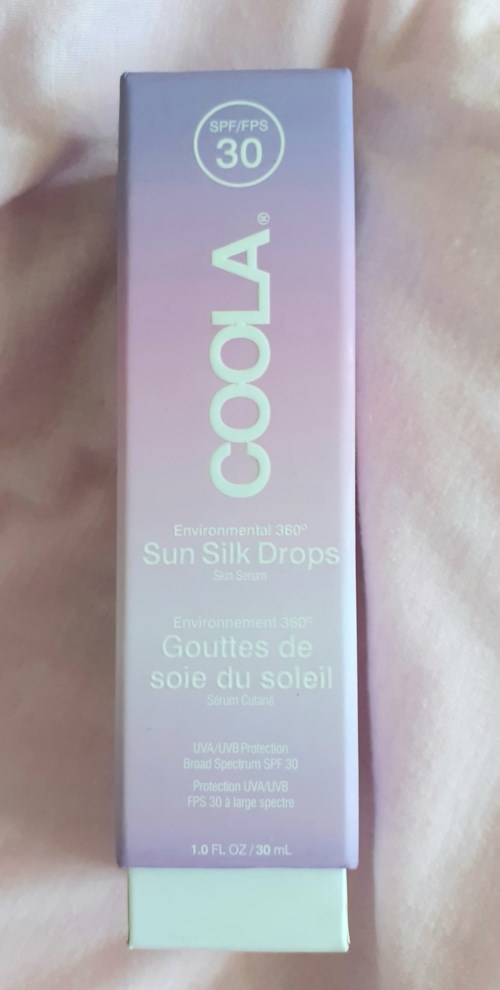 SPF/FPS
30
COOLA®
Environmental 360°
Sun Silk Drops
Skin Serum
Environnement 360°
Gouttes de
soie du soleil
Sérum Cutané
UVA/UVB Protection
Broad Spectrum SPF 30
Protection UVA/UVB
FPS 30 à large spectre
1.0 FL OZ / 30 mL